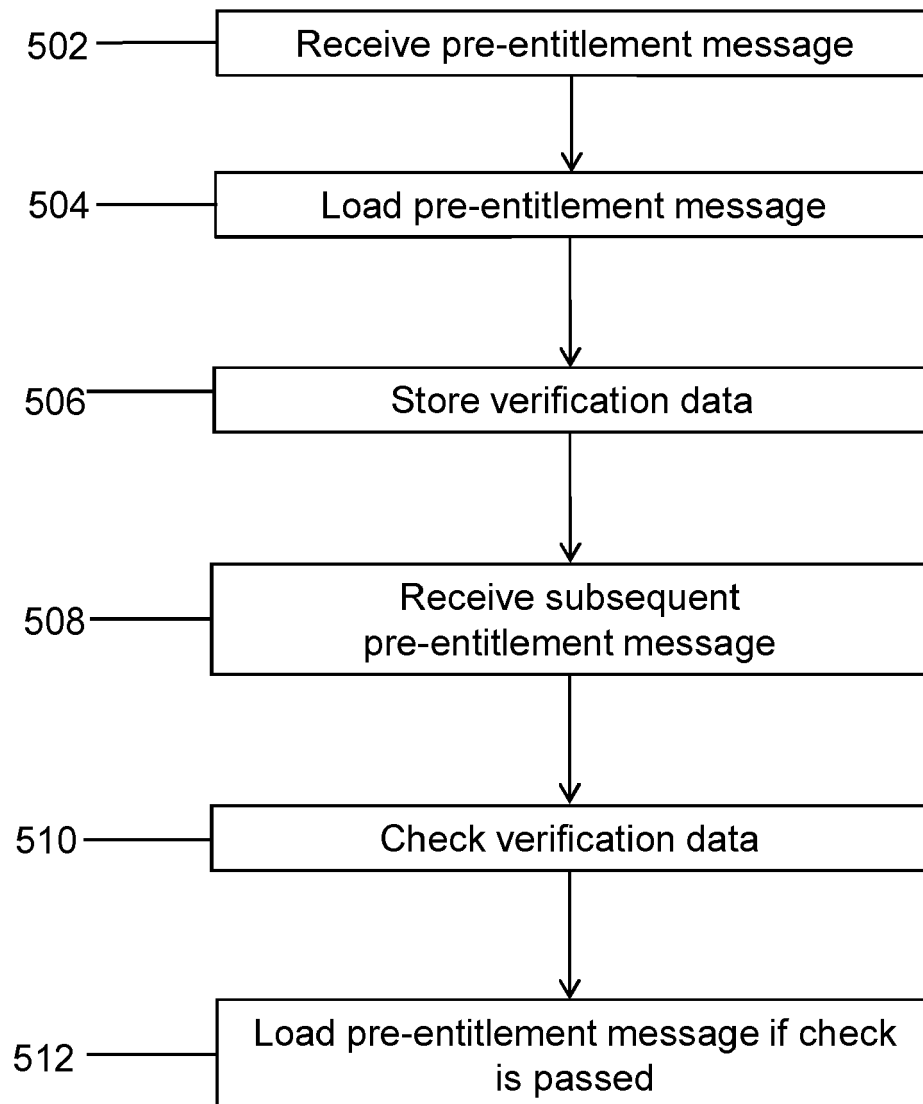 502
Receive pre-entitlement message
504
Load pre-entitlement message
506
Store verification data
508
Receive subsequent
pre-entitlement message
510
Check verification data
512
Load pre-entitlement message if check
is passed